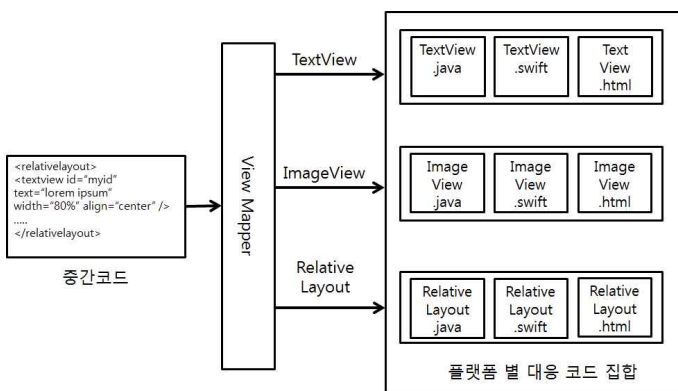 <relativelayout>
<textview id="myid"
text="lorem ipsum"
width="80%" align="center" />
.....
</relativelayout>
중간코드
View Mapper
TextView
ImageView
Relative
Layout
TextView
.java
TextView
.swift
Text
View
.html
Image
View
.java
Image
View
.swift
Image
View
.html
Relative
Layout
.java
Relative
Layout
.swift
Relative
Layout
.html
플랫폼 별 대응 코드 집합